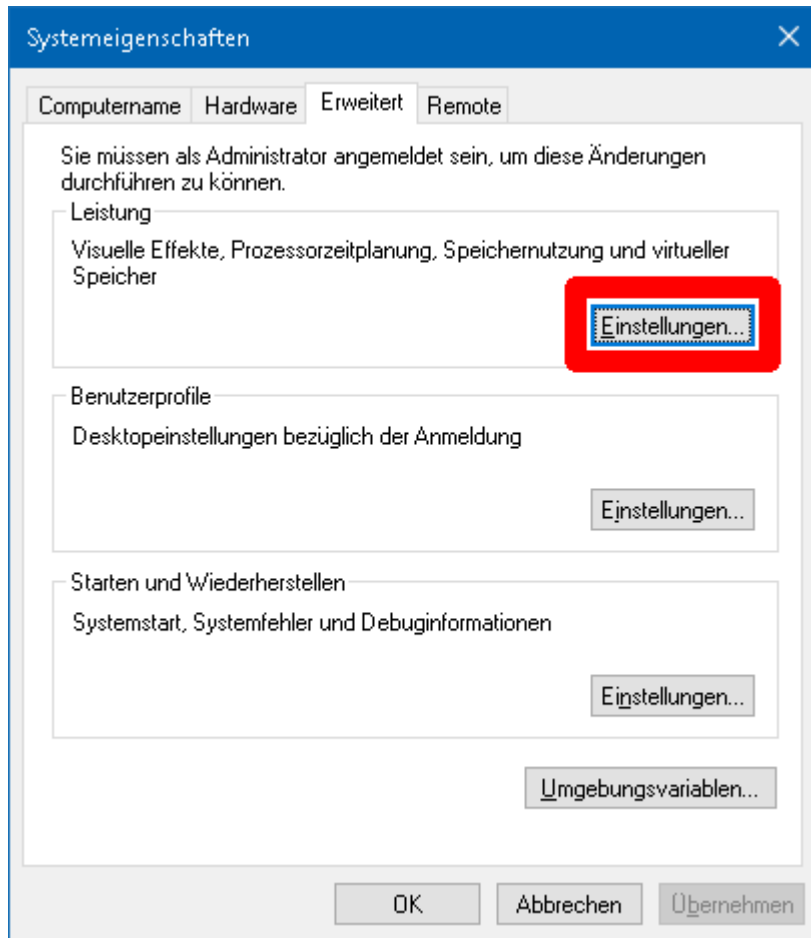 Systemeigenschaften
Computername Hardware Erweitert Remote
Sie müssen als Administrator angemeldet sein, um diese Änderungen
durchführen zu können.
Leistung
Visuelle Effekte, Prozessorzeitplanung, Speichernutzung und virtueller
Speicher
Einstellungen...
Benutzerprofile
Desktopeinstellungen bezüglich der Anmeldung
Einstellungen...
Starten und Wiederherstellen
Systemstart, Systemfehler und Debuginformationen
Einstellungen...
Umgebungsvariablen...
OK Abbrechen Übernehmen